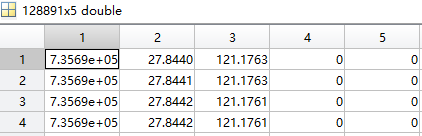 128891x5 double
1 2 3 4 5
1 7.3569e+05 27.8440 121.1763 0 0
2 7.3569e+05 27.8441 121.1763 0 0
3 7.3569e+05 27.8442 121.1761 0 0
4 7.3569e+05 27.8442 121.1761 0 0